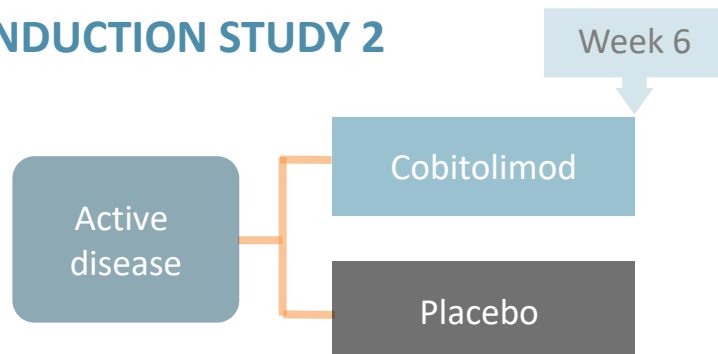 NDUCTION STUDY 2
Week 6
Cobitolimod
Active
disease
Placebo